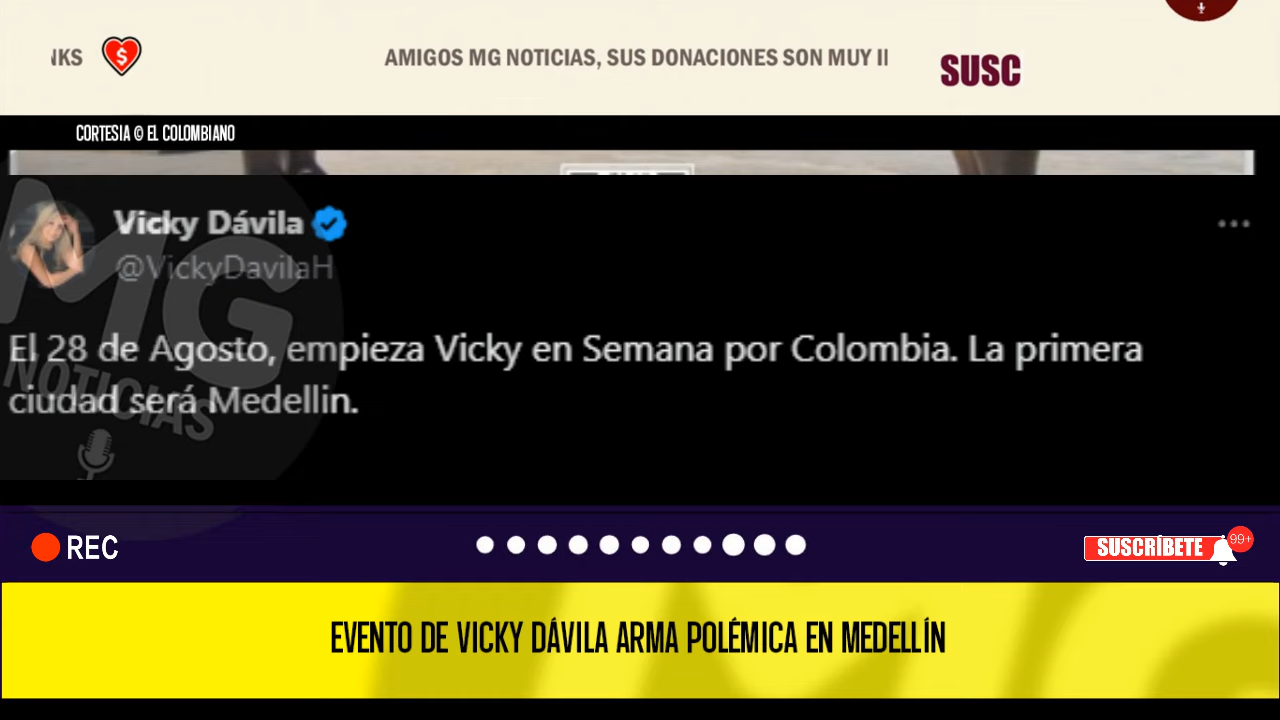 NKS
$
AMIGOS MG NOTICIAS, SUS DONACIONES SON MUY
SUSC
CORTESIA © EL COLOMBIANO
Vicky Dávila
@VickyDavilaH
El 28 de Agosto, empieza Vicky en Semana por Colombia. La primera
ciudad será Medellin.
MG
NOTICIAS
REC
SUSCRÍBETE
99+
EVENTO DE VICKY DÁVILA ARMA POLÉMICA EN MEDELLÍN